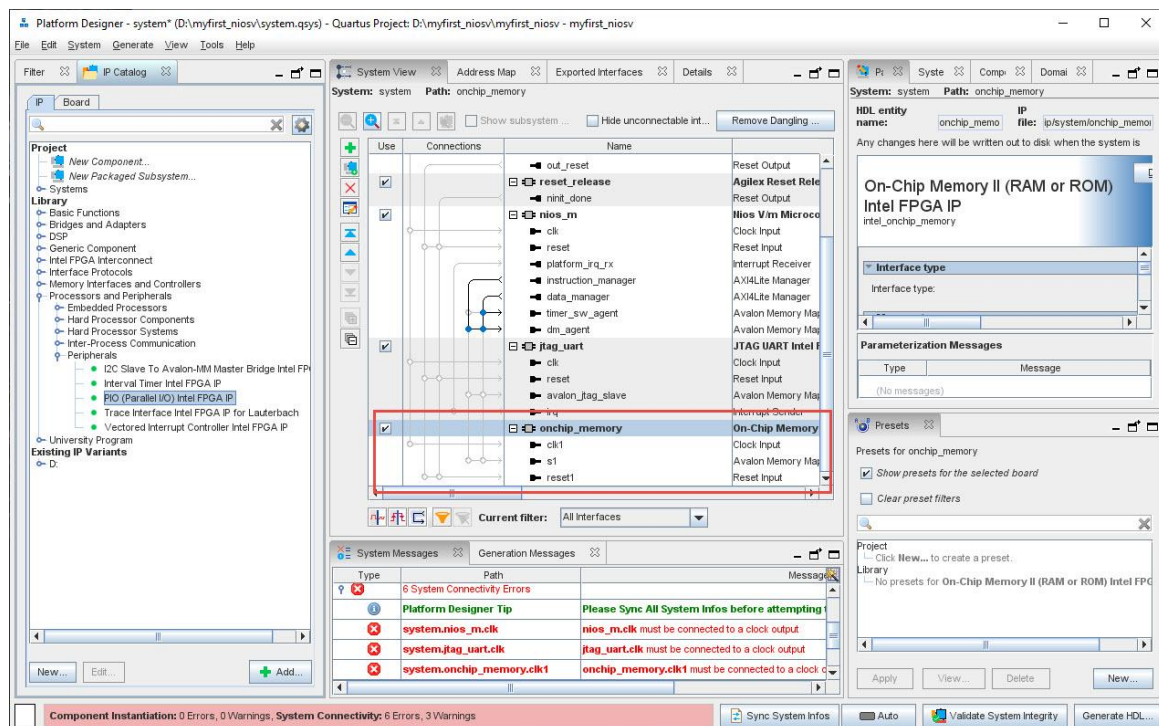 Platform Designer - system* (D:\myfirst_niosv\system.qsys) - Quartus Project: D:\myfirst_niosv\myfirst_niosv - myfirst_niosv
File Edit System Generate View Tools Help
Filter IP Catalog
IP Board
Project
New Component...
New Packaged Subsystem...
Systems
Library
Basic Functions
Bridges and Adapters
DSP
Generic Component
Intel FPGA Interconnect
Interface Protocols
Memory Interfaces and Controllers
Processors and Peripherals
Embedded Processors
Hard Processor Components
Hard Processor Systems
Inter-Process Communication
Peripherals
I2C Slave To Avalon-MM Master Bridge Intel FP
Interval Timer Intel FPGA IP
PIO (Parallel I/O) Intel FPGA IP
Trace Interface Intel FPGA IP for Lauterbach
Vectored Interrupt Controller Intel FPGA IP
University Program
Existing IP Variants
D:
New... Edit... Add...
System View Address Map Exported Interfaces Details
System: system Path: onchip_memory
Show subsystem ... Hide unconnectable int... Remove Dangling ...
Use Connections Name
out_reset Reset Output
reset_release Agilex Reset Rele
ninit_done Reset Output
nios_m Nios V/m Microco
clk Clock Input
reset Reset Input
platform_irq_rx Interrupt Receiver
instruction_manager AXI4Lite Manager
data_manager AXI4Lite Manager
timer_sw_agent Avalon Memory Map
dm_agent Avalon Memory Map
jtag_uart JTAG UART Intel F
clk Clock Input
reset Reset Input
avalon_jtag_slave Avalon Memory Map
irq Interrupt Sender
onchip_memory On-Chip Memory
clk1 Clock Input
s1 Avalon Memory Map
reset1 Reset Input
Current filter: All Interfaces
System Messages Generation Messages
Type Path Message
6 System Connectivity Errors
Platform Designer Tip Please Sync All System Infos before attempting
system.nios_m.clk nios_m.clk must be connected to a clock output
system.jtag_uart.clk jtag_uart.clk must be connected to a clock output
system.onchip_memory.clk1 onchip_memory.clk1 must be connected to a clock o
Syste Compo Domai
System: system Path: onchip_memory
HDL entity name: onchip_memo IP file: ip/system/onchip_memor
Any changes here will be written out to disk when the system is
On-Chip Memory II (RAM or ROM)
Intel FPGA IP
intel_onchip_memory
Interface type
Interface type:
Parameterization Messages
Type Message
(No messages)
Presets
Presets for onchip_memory
Show presets for the selected board
Clear preset filters
Project
Click New... to create a preset.
Library
No presets for On-Chip Memory II (RAM or ROM) Intel FPG
Apply View... Delete New...
Component Instantiation: 0 Errors, 0 Warnings, System Connectivity: 6 Errors, 3 Warnings
Sync System Infos Auto Validate System Integrity Generate HDL...